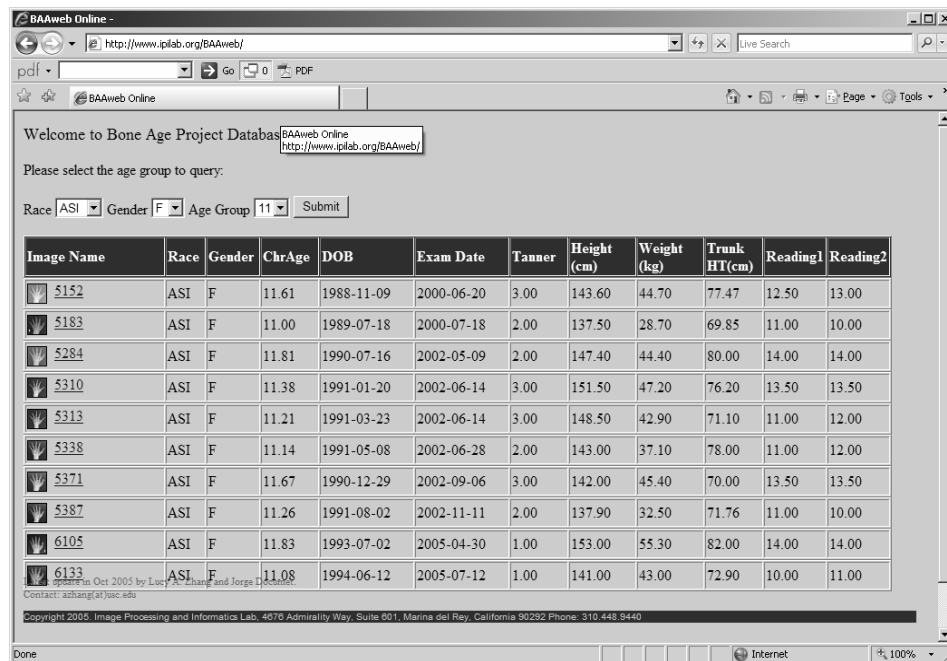 BAAweb Online -
http://www.ipilab.org/BAAweb/ Live Search
pdf Go 0 PDF
BAAweb Online Page Tools
Welcome to Bone Age Project Databas
BAAweb Online
http://www.ipilab.org/BAAweb/
Please select the age group to query:
Race ASI Gender F Age Group 11 Submit
Image Name Race Gender ChrAge DOB Exam Date Tanner Height (cm) Weight (kg) Trunk HT(cm) Reading1 Reading2
5152 ASI F 11.61 1988-11-09 2000-06-20 3.00 143.60 44.70 77.47 12.50 13.00
5183 ASI F 11.00 1989-07-18 2000-07-18 2.00 137.50 28.70 69.85 11.00 10.00
5284 ASI F 11.81 1990-07-16 2002-05-09 2.00 147.40 44.40 80.00 14.00 14.00
5310 ASI F 11.38 1991-01-20 2002-06-14 3.00 151.50 47.20 76.20 13.50 13.50
5313 ASI F 11.21 1991-03-23 2002-06-14 3.00 148.50 42.90 71.10 11.00 12.00
5338 ASI F 11.14 1991-05-08 2002-06-28 2.00 143.00 37.10 78.00 11.00 12.00
5371 ASI F 11.67 1990-12-29 2002-09-06 3.00 142.00 45.40 70.00 13.50 13.50
5387 ASI F 11.26 1991-08-02 2002-11-11 2.00 137.90 32.50 71.76 11.00 10.00
6105 ASI F 11.83 1993-07-02 2005-04-30 1.00 153.00 55.30 82.00 14.00 14.00
6133 ASI F 11.08 1994-06-12 2005-07-12 1.00 141.00 43.00 72.90 10.00 11.00
update in Oct 2005 by Lucy A. Zhang and Jorge Documet.
Contact: azhang(at)usc.edu
Copyright 2005. Image Processing and Informatics Lab, 4676 Admirality Way, Suite 601, Marina del Rey, California 90292 Phone: 310.448.9440
Done Internet 100%